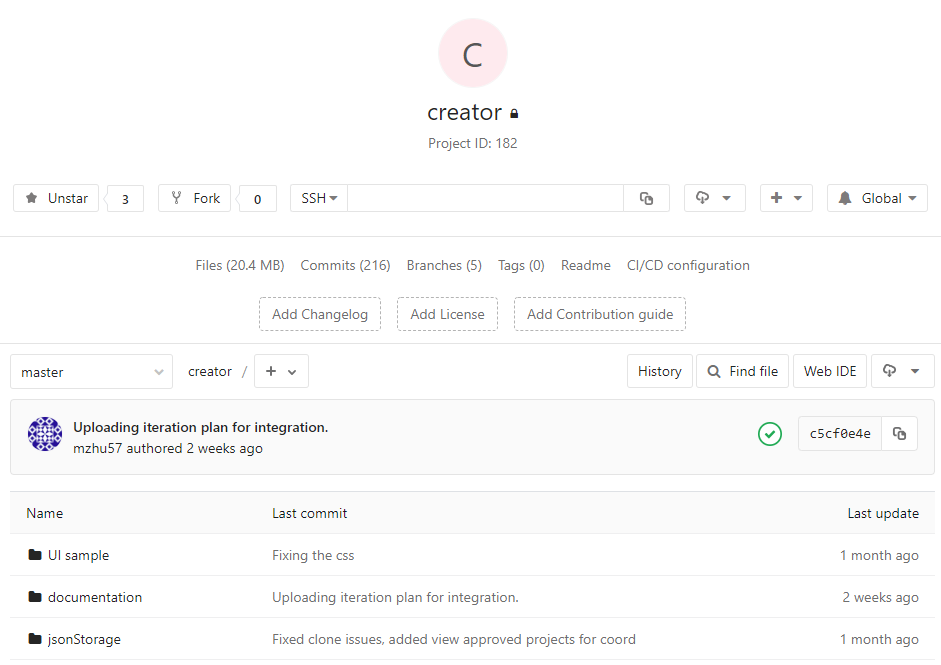 C
creator
Project ID: 182
Unstar 3 Fork 0 SSH Global
Files (20.4 MB) Commits (216) Branches (5) Tags (0) Readme CI/CD configuration
Add Changelog Add License Add Contribution guide
master creator / + History Find file Web IDE
Uploading iteration plan for integration.
mzhu57 authored 2 weeks ago
c5cf0e4e
Name Last commit Last update
UI sample Fixing the css 1 month ago
documentation Uploading iteration plan for integration. 2 weeks ago
jsonStorage Fixed clone issues, added view approved projects for coord 1 month ago